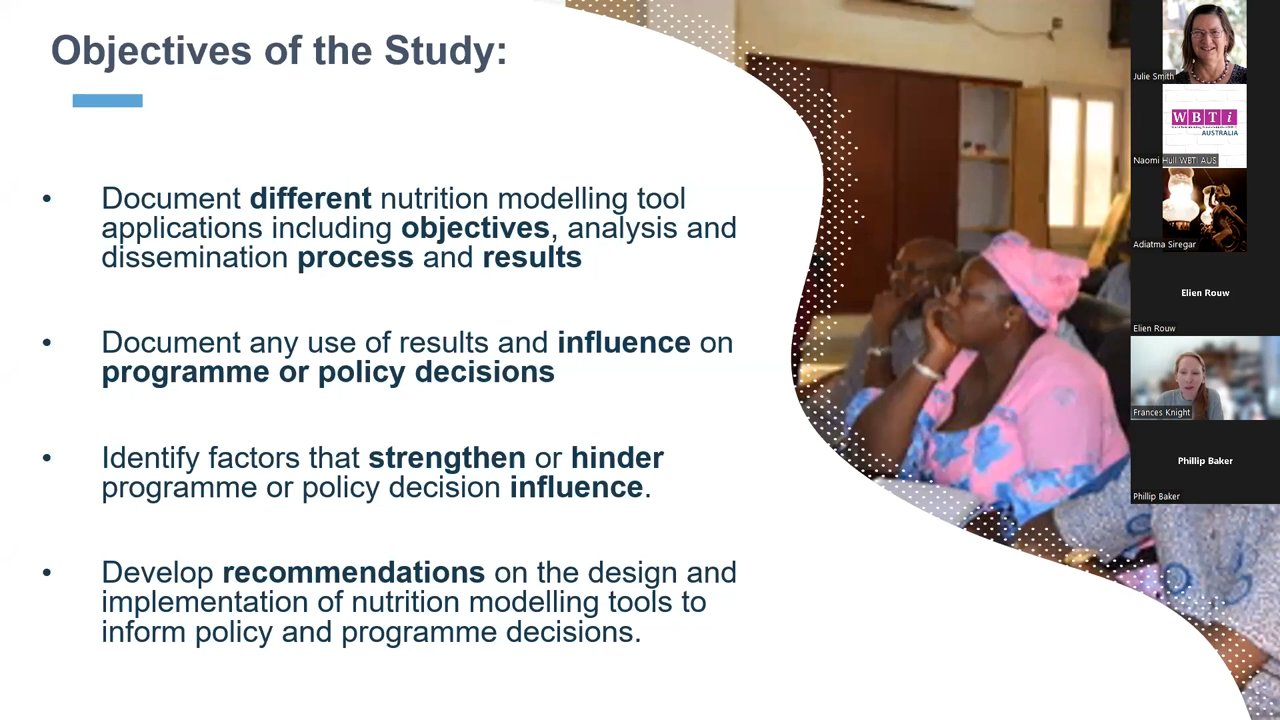 Objectives of the Study:
• Document different nutrition modelling tool
applications including objectives, analysis and
dissemination process and results
• Document any use of results and influence on
programme or policy decisions
• Identify factors that strengthen or hinder
programme or policy decision influence.
• Develop recommendations on the design and
implementation of nutrition modelling tools to
inform policy and programme decisions.
Julie Smith
WBTi
AUSTRALIA
Naomi Hull WBTI AUS
Adiatma Siregar
Elien Rouw
Elien Rouw
Frances Knight
Phillip Baker
Phillip Baker